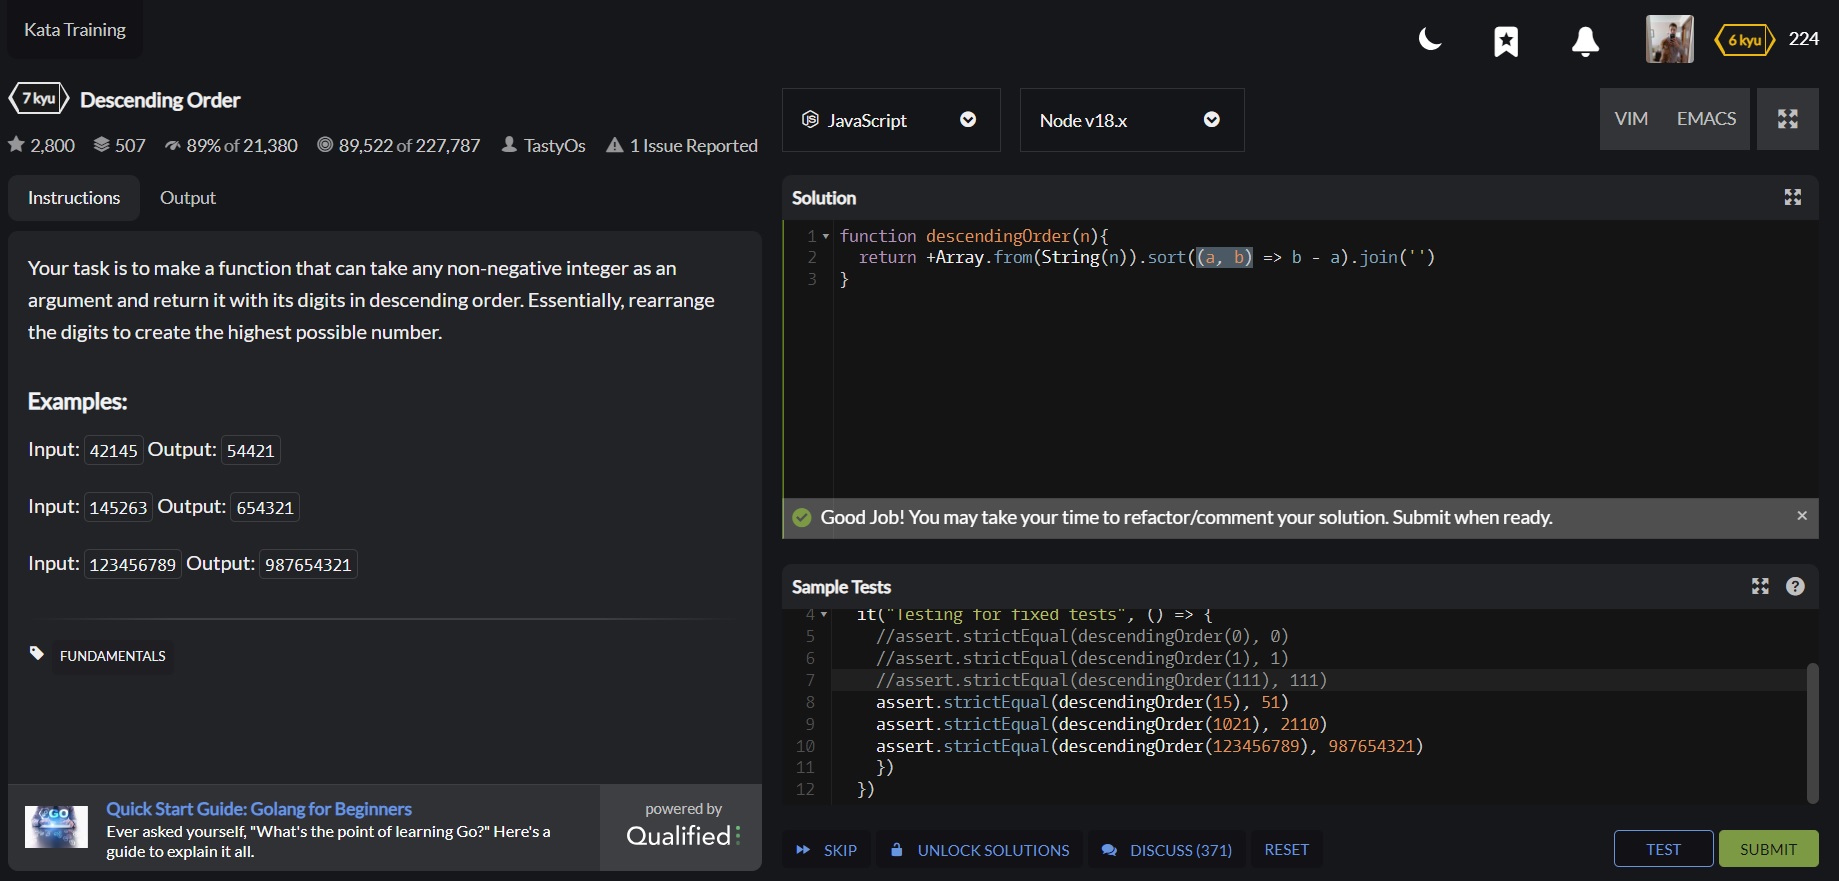 Kata Training
6 kyu 224
7 kyu Descending Order
2,800 507 89% of 21,380 89,522 of 227,787 TastyOs 1 Issue Reported
JavaScript Node v18.x VIM EMACS
Instructions Output
Your task is to make a function that can take any non-negative integer as an
argument and return it with its digits in descending order. Essentially, rearrange
the digits to create the highest possible number.
Examples:
Input: 42145 Output: 54421
Input: 145263 Output: 654321
Input: 123456789 Output: 987654321
FUNDAMENTALS
GO
Quick Start Guide: Golang for Beginners
Ever asked yourself, "What's the point of learning Go?" Here's a
guide to explain it all.
powered by
Qualified
Solution
1 function descendingOrder(n){
2 return +Array.from(String(n)).sort((a, b) => b - a).join('')
3 }
Good Job! You may take your time to refactor/comment your solution. Submit when ready. ×
Sample Tests ?
4 it("Testing for fixed tests", () => {
5 //assert.strictEqual(descendingOrder(0), 0)
6 //assert.strictEqual(descendingOrder(1), 1)
7 //assert.strictEqual(descendingOrder(111), 111)
8 assert.strictEqual(descendingOrder(15), 51)
9 assert.strictEqual(descendingOrder(1021), 2110)
10 assert.strictEqual(descendingOrder(123456789), 987654321)
11 })
12 })
SKIP UNLOCK SOLUTIONS DISCUSS (371) RESET TEST SUBMIT